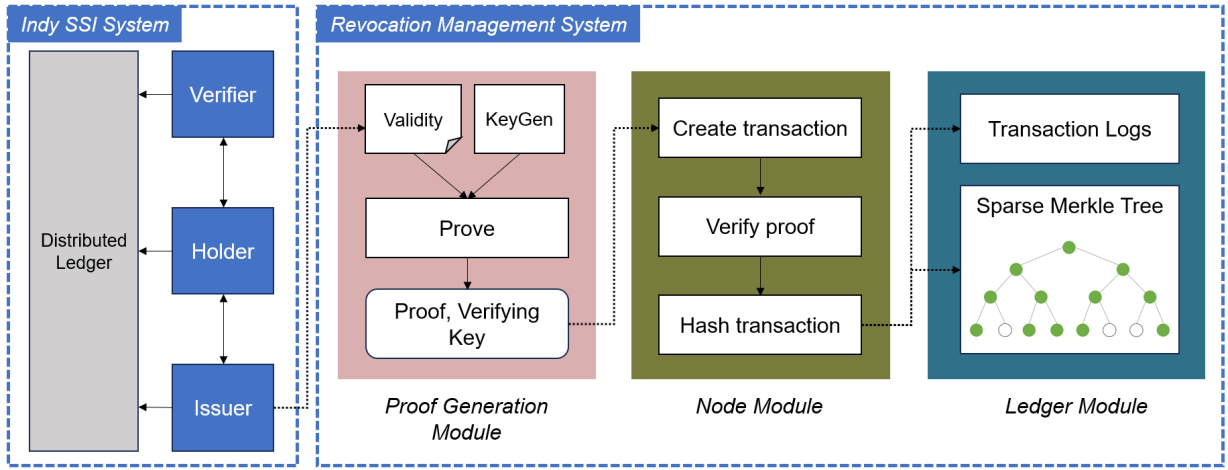 Indy SSI System
Distributed
Ledger
Verifier
Holder
Issuer
Revocation Management System
Validity
KeyGen
Prove
Proof, Verifying
Key
Proof Generation
Module
Create transaction
Verify proof
Hash transaction
Node Module
Transaction Logs
Sparse Merkle Tree
Ledger Module